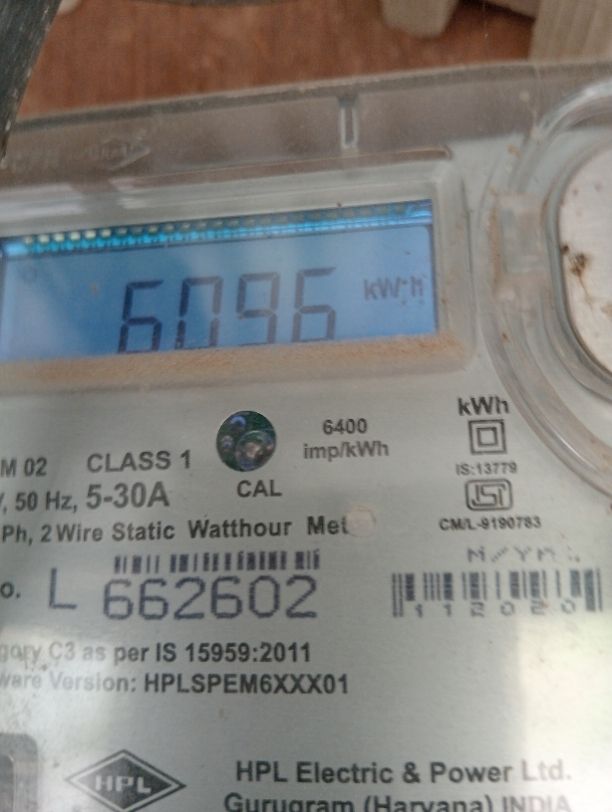 6096 kWh
6400
imp/kWh
kWh
IS:13779
CM/L-9190783
M 02 CLASS 1
CAL
, 50 Hz, 5-30A
Ph, 2 Wire Static Watthour Met
L 662602
112020
C3 as per IS 15959:2011
ware Version: HPLSPEM6XXX01
HPL
HPL Electric & Power Ltd.
Gurugram (Haryana) INDIA